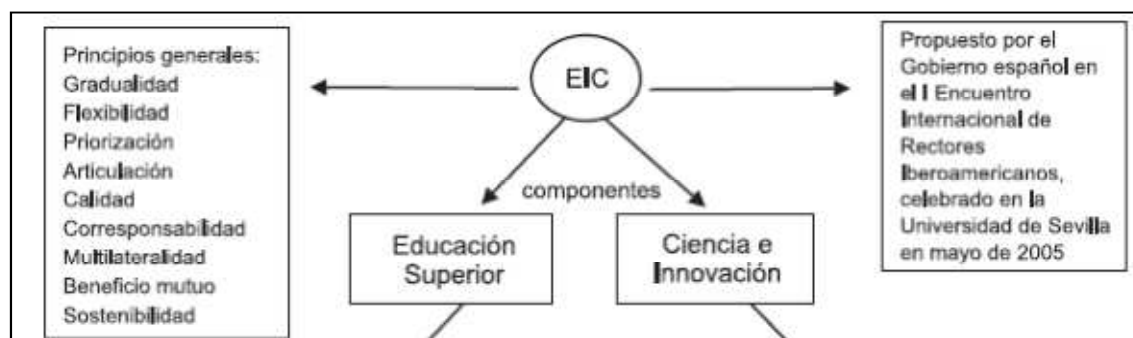 Principios generales:
Gradualidad
Flexibilidad
Priorización
Articulación
Calidad
Corresponsabilidad
Multilateralidad
Beneficio mutuo
Sostenibilidad
EIC
componentes
Educación
Superior
Ciencia e
Innovación
Propuesto por el
Gobierno español en
el I Encuentro
Internacional de
Rectores
Iberoamericanos,
celebrado en la
Universidad de Sevilla
en mayo de 2005